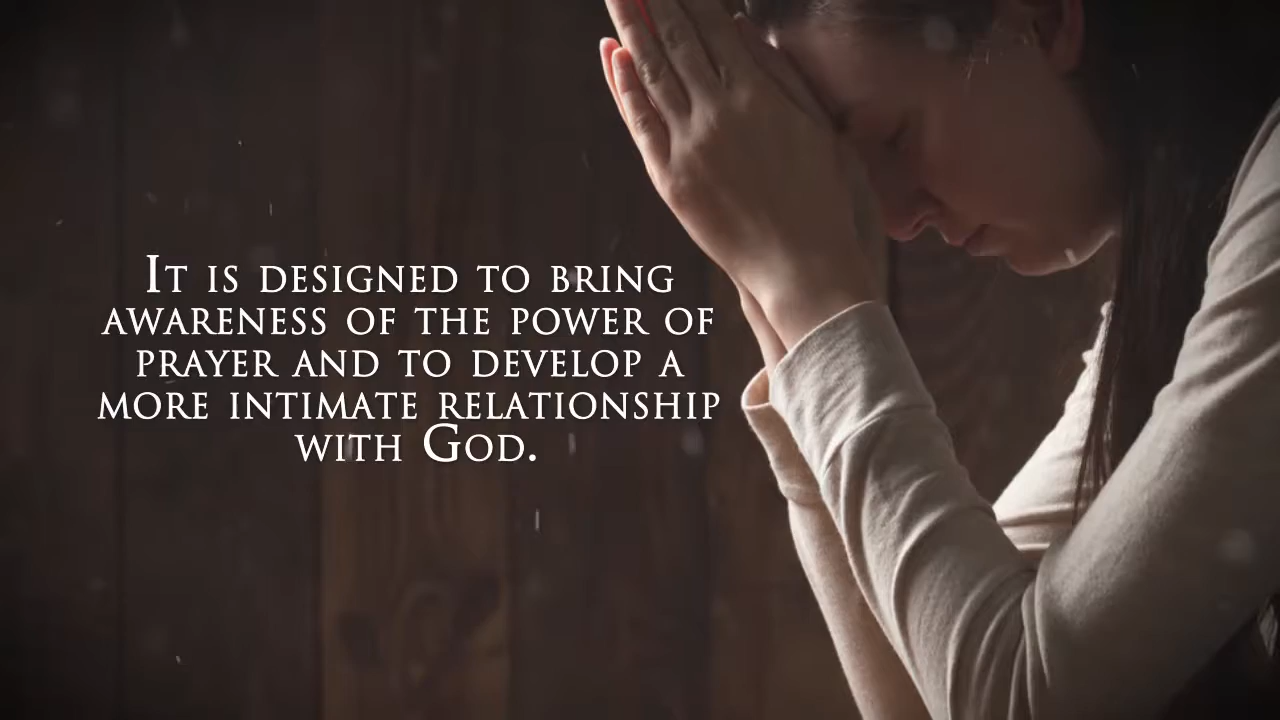 It is designed to bring
awareness of the power of
prayer and to develop a
more intimate relationship
with God.